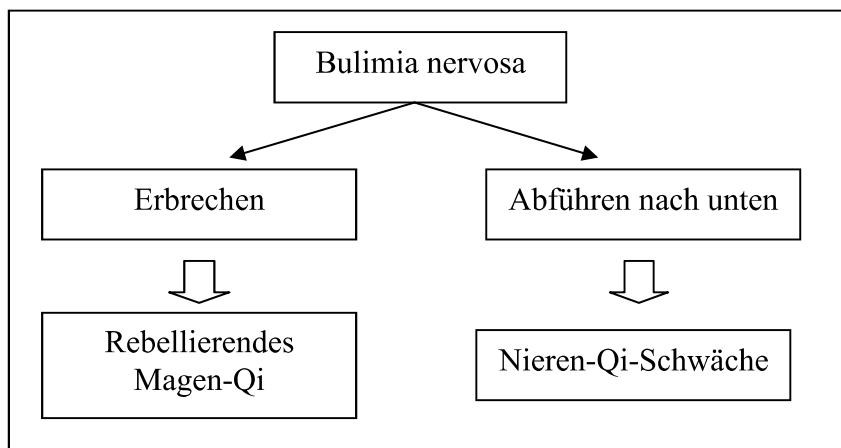 Bulimia nervosa
Erbrechen
Abführen nach unten
Rebellierendes
Magen-Qi
Nieren-Qi-Schwäche